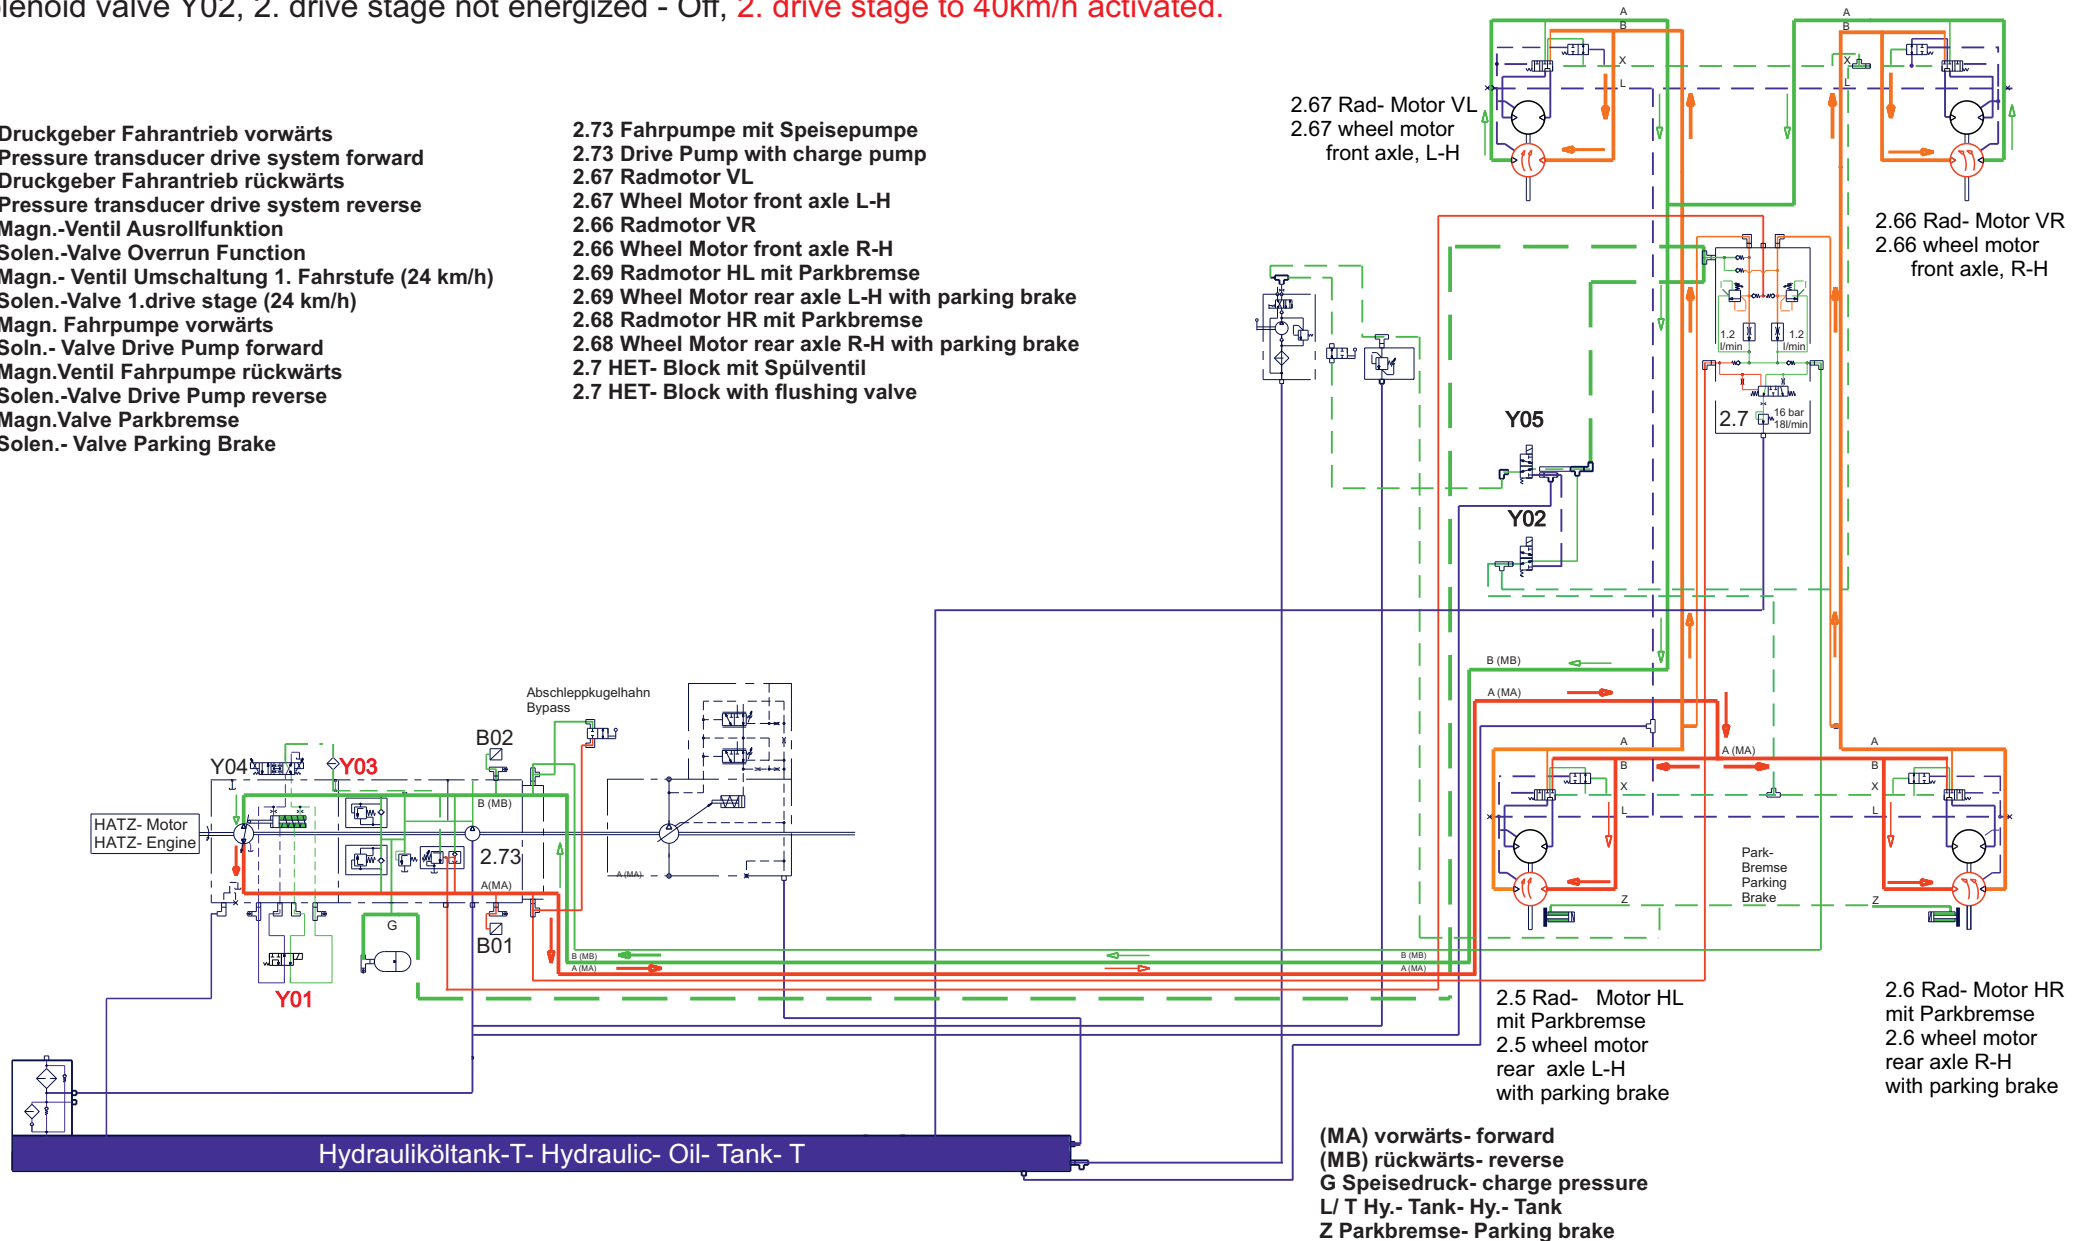 olenoid valve Y02, 2. drive stage not energized - Off, 2. drive stage to 40km/h activated.
Druckgeber Fahrantrieb vorwärts
Pressure transducer drive system forward
Druckgeber Fahrantrieb rückwärts
Pressure transducer drive system reverse
Magn.-Ventil Ausrollfunktion
Solen.-Valve Overrun Function
Magn.- Ventil Umschaltung 1. Fahrstufe (24 km/h)
Solen.-Valve 1.drive stage (24 km/h)
Magn. Fahrpumpe vorwärts
Soln.- Valve Drive Pump forward
Magn.Ventil Fahrpumpe rückwärts
Solen.-Valve Drive Pump reverse
Magn.Valve Parkbremse
Solen.- Valve Parking Brake
2.73 Fahrpumpe mit Speisepumpe
2.73 Drive Pump with charge pump
2.67 Radmotor VL
2.67 Wheel Motor front axle L-H
2.66 Radmotor VR
2.66 Wheel Motor front axle R-H
2.69 Radmotor HL mit Parkbremse
2.69 Wheel Motor rear axle L-H with parking brake
2.68 Radmotor HR mit Parkbremse
2.68 Wheel Motor rear axle R-H with parking brake
2.7 HET- Block mit Spülventil
2.7 HET- Block with flushing valve
A
B
X
L
A
B
X
L
2.67 Rad- Motor VL
2.67 wheel motor
front axle, L-H
2.66 Rad- Motor VR
2.66 wheel motor
front axle, R-H
1.2
l/min
1.2
l/min
2.7
16 bar
18l/min
Y05
Y02
B (MB)
A (MA)
A
A (MA)
B
X
L
A
B
X
L
Park-
Bremse
Parking
Brake
Z
Z
Abschleppkugelhahn
Bypass
B02
Y04
Y03
B (MB)
HATZ- Motor
HATZ- Engine
2.73
A (MA)
A(MA)
G
B01
Y01
B (MB)
A (MA)
B (MB)
A (MA)
2.5 Rad- Motor HL
mit Parkbremse
2.5 wheel motor
rear axle L-H
with parking brake
2.6 Rad- Motor HR
mit Parkbremse
2.6 wheel motor
rear axle R-H
with parking brake
Hydrauliköltank-T- Hydraulic- Oil- Tank- T
(MA) vorwärts- forward
(MB) rückwärts- reverse
G Speisedruck- charge pressure
L/ T Hy.- Tank- Hy.- Tank
Z Parkbremse- Parking brake